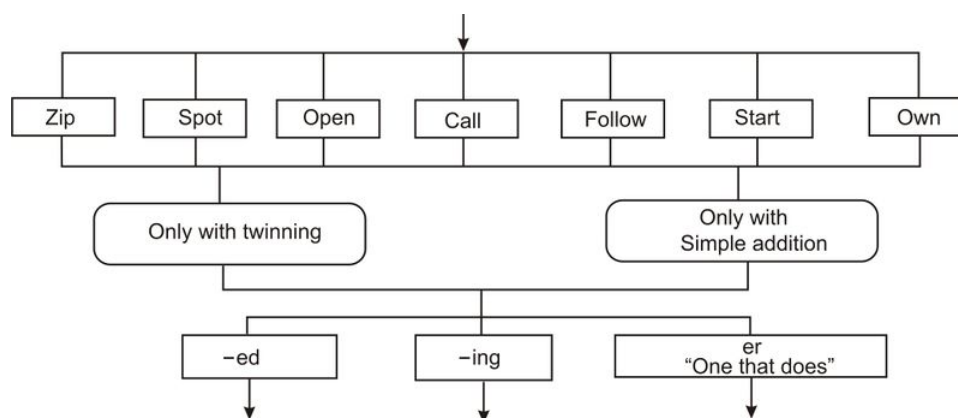 Zip Spot Open Call Follow Start Own
Only with twinning
Only with
Simple addition
–ed
–ing
er
“One that does”